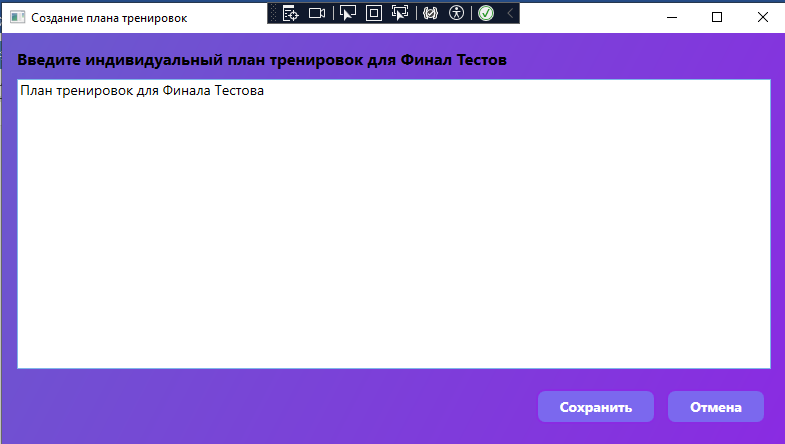 Создание плана тренировок
Введите индивидуальный план тренировок для Финал Тестов
План тренировок для Финала Тестова
Сохранить
Отмена